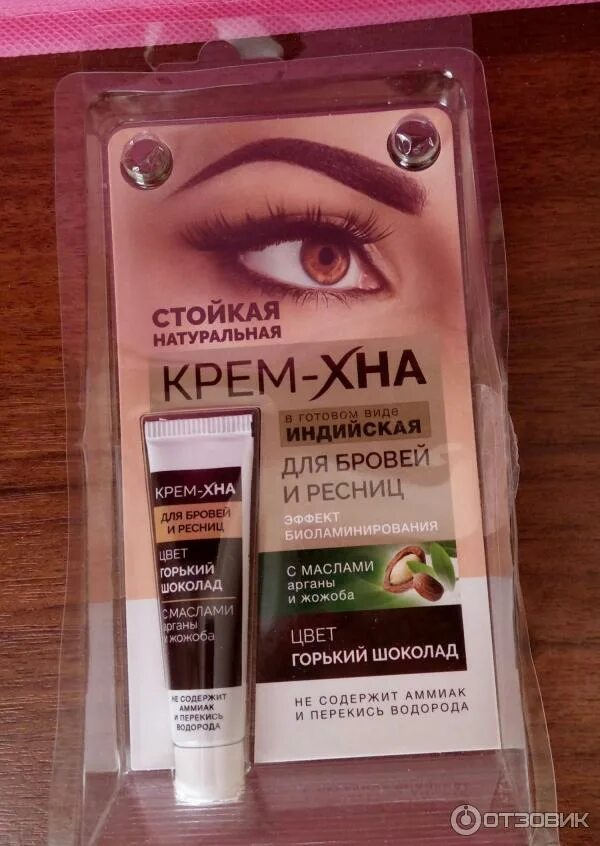 СТОЙКАЯ
НАТУРАЛЬНАЯ
КРЕМ-ХНА
в готовом виде
ИНДИЙСКАЯ
ДЛЯ БРОВЕЙ
И РЕСНИЦ
ЭФФЕКТ
БИОЛАМИНИРОВАНИЯ
С МАСЛАМИ
арганы
и жожоба
ЦВЕТ
ГОРЬКИЙ ШОКОЛАД
НЕ СОДЕРЖИТ АММИАК
И ПЕРЕКИСЬ ВОДОРОДА
КРЕМ-ХНА
ДЛЯ БРОВЕЙ
И РЕСНИЦ
ЦВЕТ
ГОРЬКИЙ
ШОКОЛАД
С МАСЛАМИ
арганы
и жожоба
НЕ СОДЕРЖИТ
АММИАК
И ПЕРЕКИСЬ
ВОДОРОДА
ОТЗОВИК